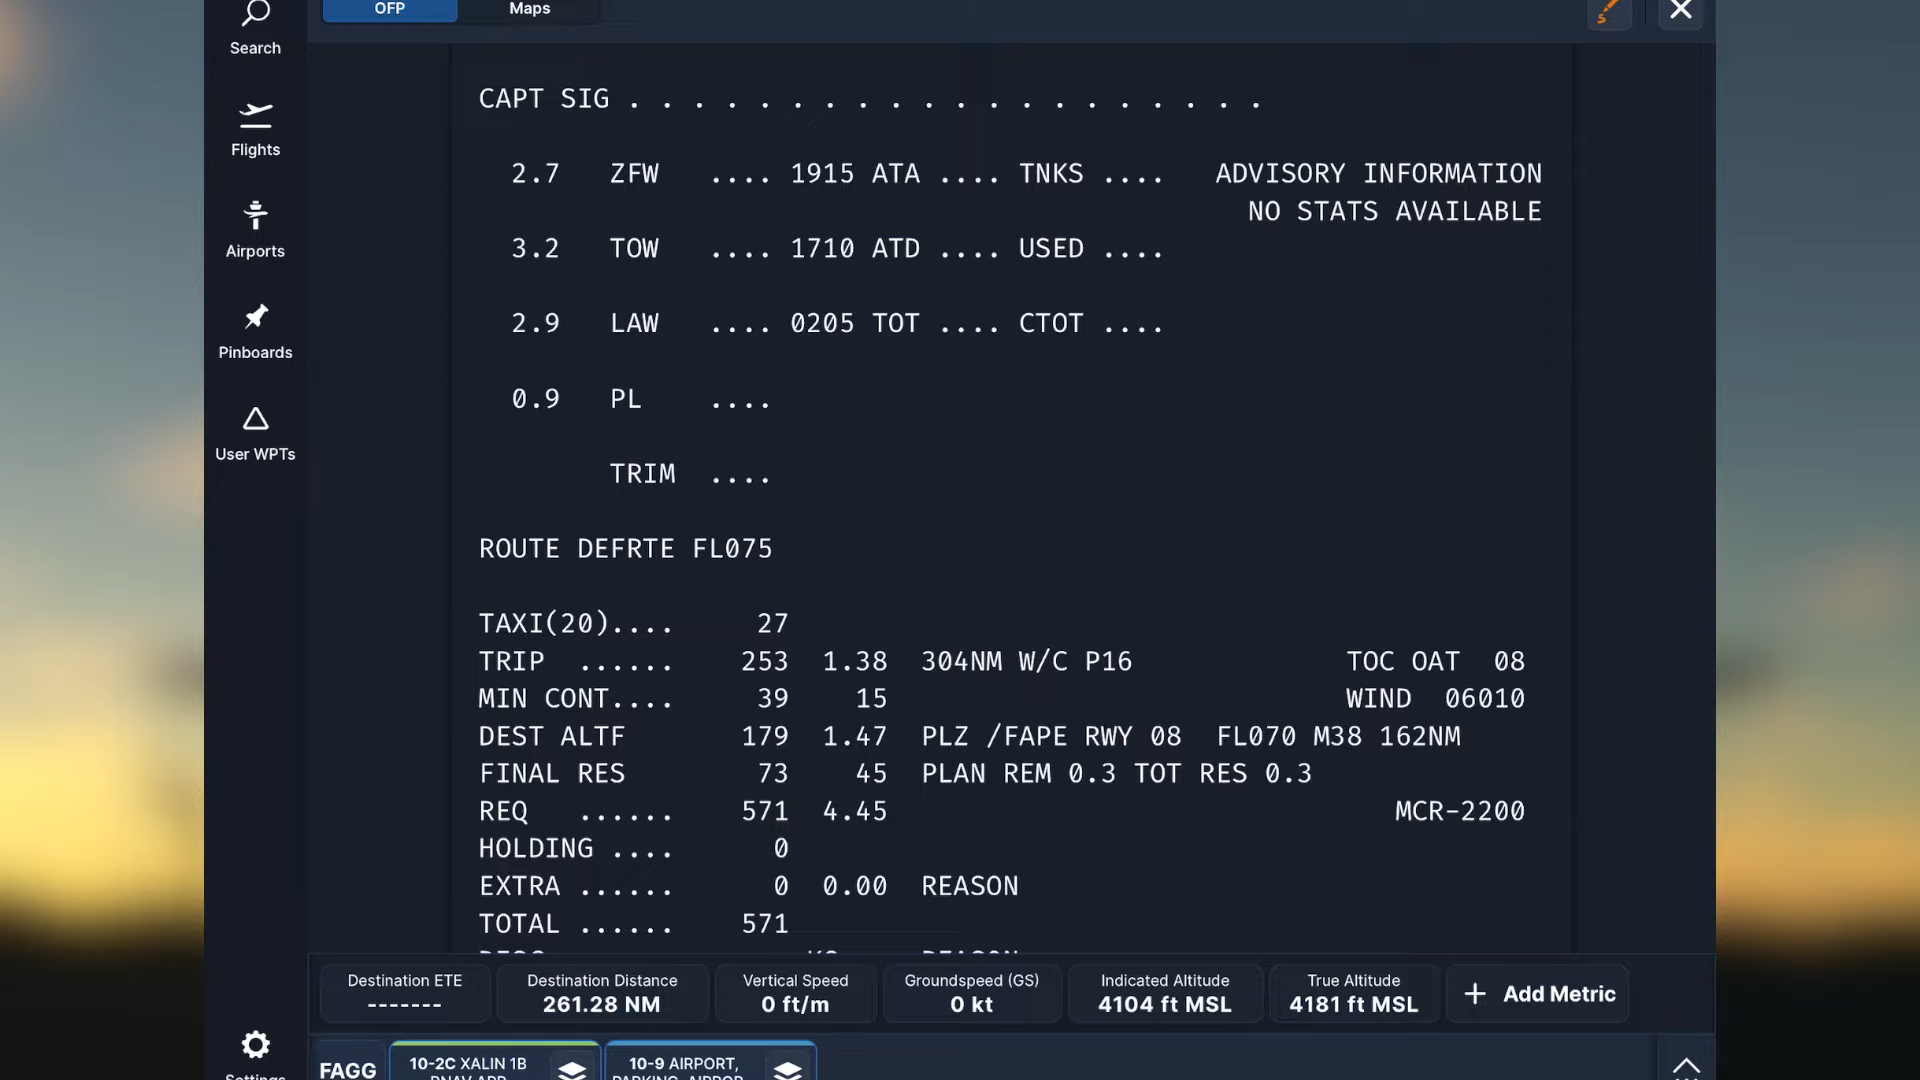 OFP Maps
Search
Flights
Airports
Pinboards
User WPTs
CAPT SIG . . . . . . . . . . . . . . . . . . . .
2.7 ZFW .... 1915 ATA .... TNKS .... ADVISORY INFORMATION
NO STATS AVAILABLE
3.2 TOW .... 1710 ATD .... USED ....
2.9 LAW .... 0205 TOT .... CTOT ....
0.9 PL ....
TRIM ....
ROUTE DEFRTE FL075
TAXI(20).... 27
TRIP ...... 253 1.38 304NM W/C P16 TOC OAT 08
MIN CONT.... 39 15 WIND 06010
DEST ALTF 179 1.47 PLZ /FAPE RWY 08 FL070 M38 162NM
FINAL RES 73 45 PLAN REM 0.3 TOT RES 0.3
REQ ...... 571 4.45 MCR-2200
HOLDING .... 0
EXTRA ...... 0 0.00 REASON
TOTAL ...... 571
Destination ETE Destination Distance Vertical Speed Groundspeed (GS) Indicated Altitude True Altitude
------- 261.28 NM 0 ft/m 0 kt 4104 ft MSL 4181 ft MSL + Add Metric
Settings
FAGG
10-2C XALIN 1B
RNAV APP
10-9 AIRPORT,
PARKING, AIRPOR